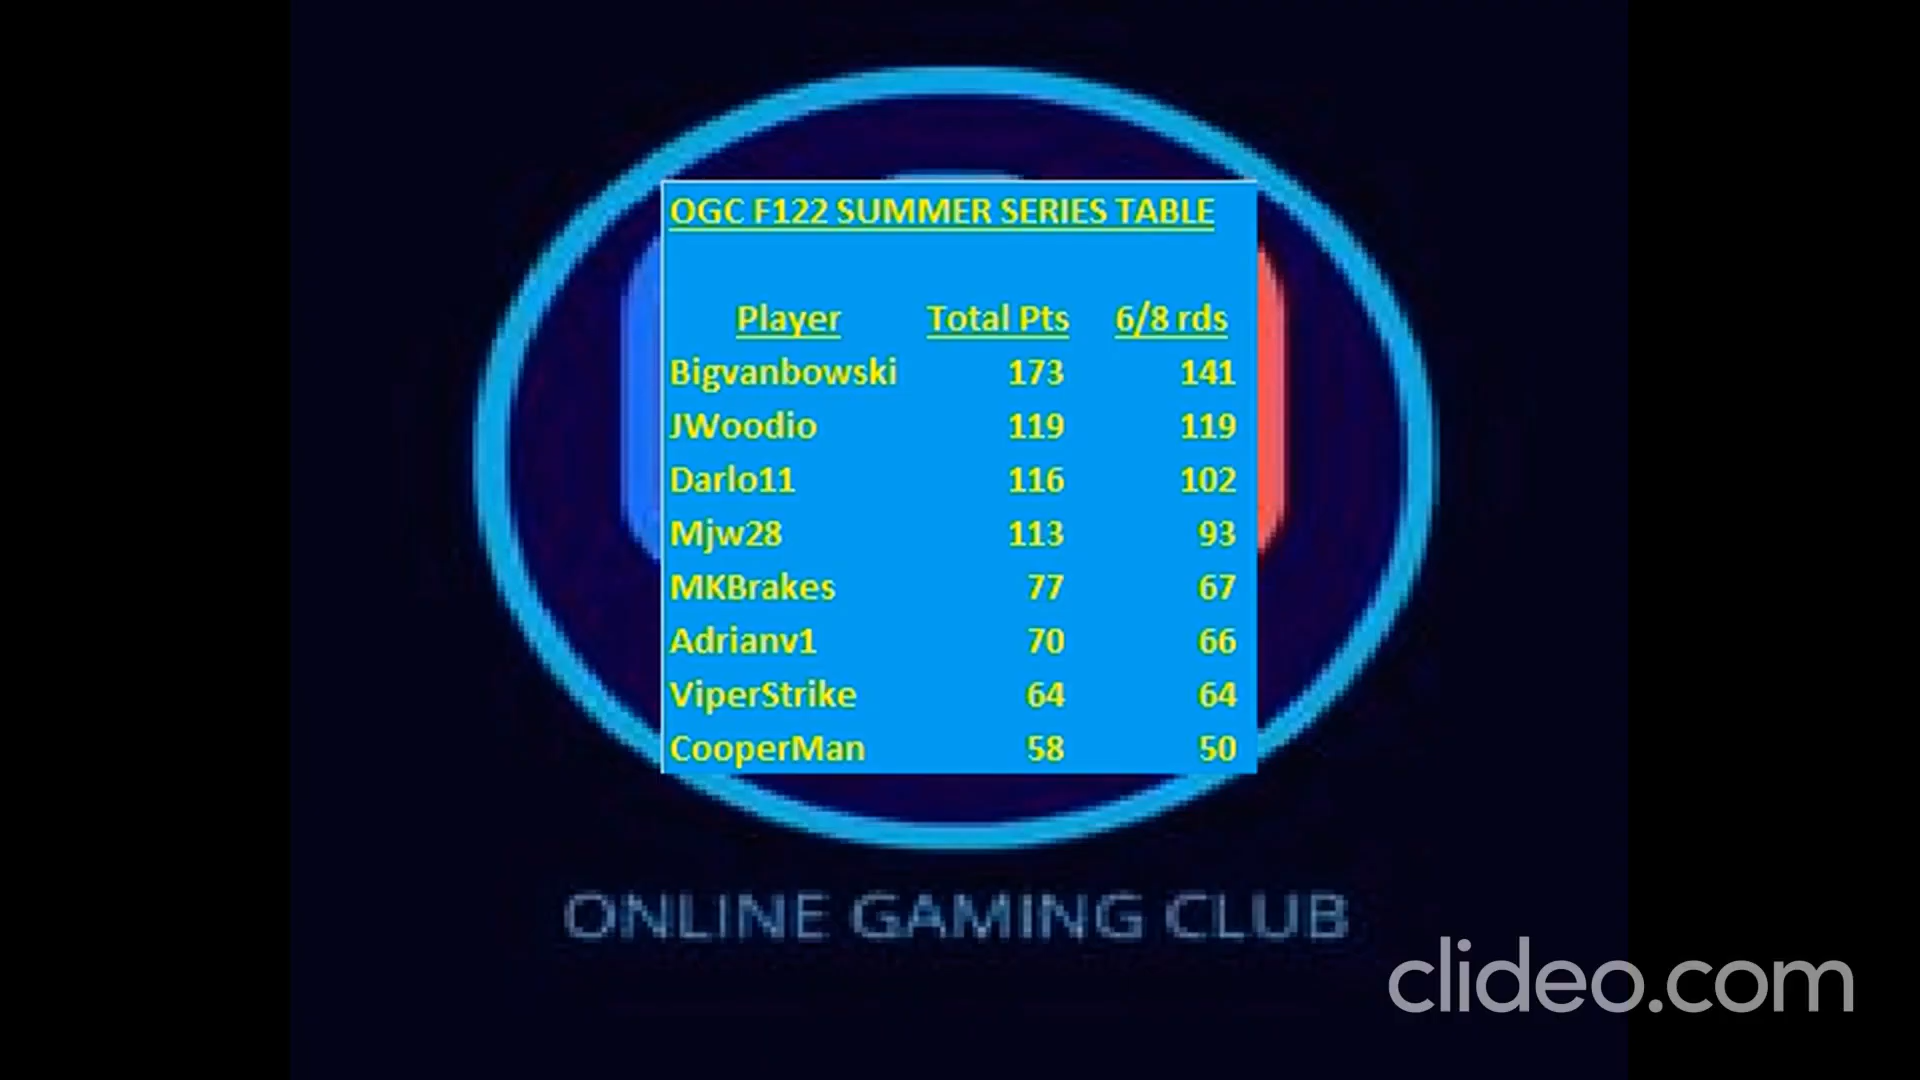 OGC F122 SUMMER SERIES TABLE
Player Total Pts 6/8 rds
Bigvanbowski 173 141
JWoodio 119 119
Darlo11 116 102
Mjw28 113 93
MKBrakes 77 67
Adrianv1 70 66
ViperStrike 64 64
CooperMan 58 50
ONLINE GAMING CLUB
clideo.com